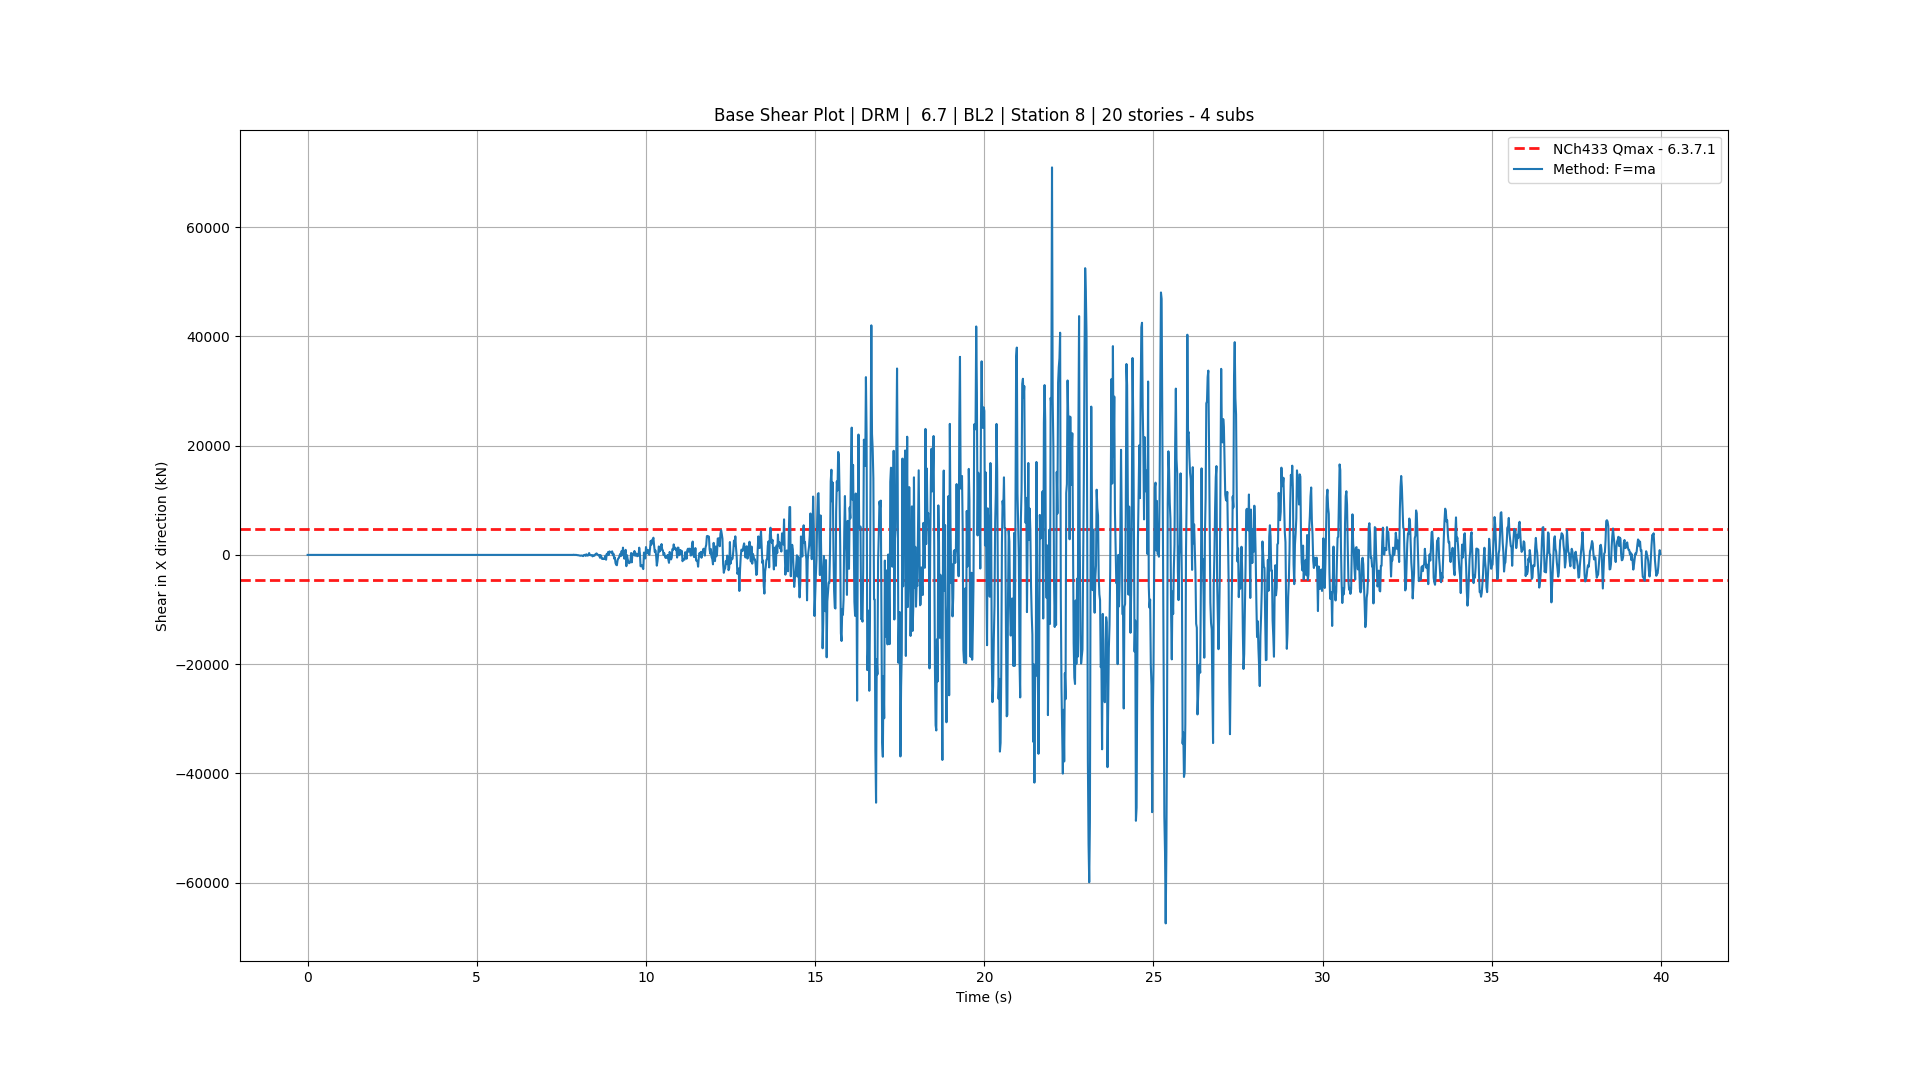 Base Shear Plot | DRM |  6.7 | BL2 | Station 8 | 20 stories - 4 subs
NCh433 Qmax - 6.3.7.1
Method: F=ma
60000
40000
20000
0
−20000
−40000
−60000
Shear in X direction (kN)
0 5 10 15 20 25 30 35 40
Time (s)